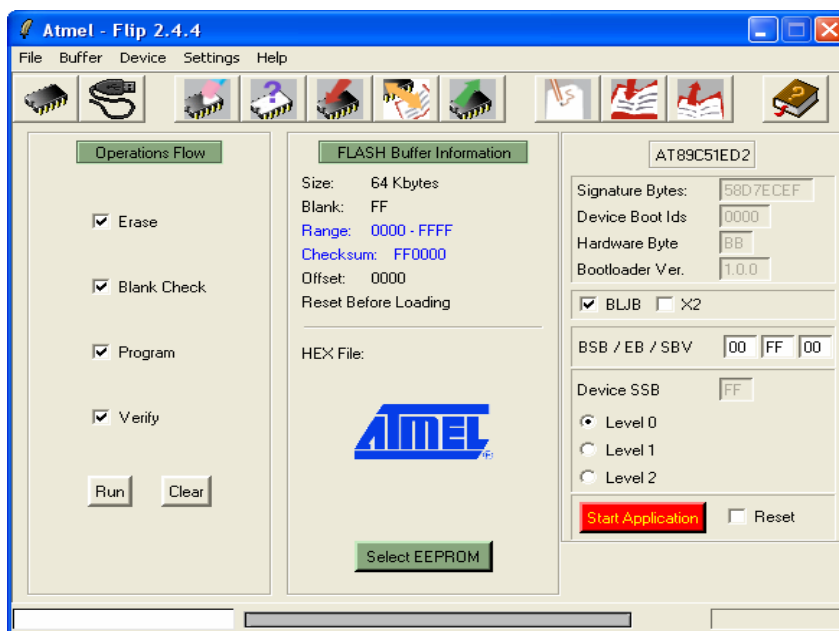 Atmel - Flip 2.4.4
File Buffer Device Settings Help
Operations Flow
Erase
Blank Check
Program
Verify
Run Clear
FLASH Buffer Information
Size: 64 Kbytes
Blank: FF
Range: 0000 - FFFF
Checksum: FF0000
Offset: 0000
Reset Before Loading
HEX File:
ATMEL
Select EEPROM
AT89C51ED2
Signature Bytes: 58D7ECEF
Device Boot Ids 0000
Hardware Byte BB
Bootloader Ver. 1.0.0
BLJB X2
BSB / EB / SBV 00 FF 00
Device SSB FF
Level 0
Level 1
Level 2
Start Application Reset